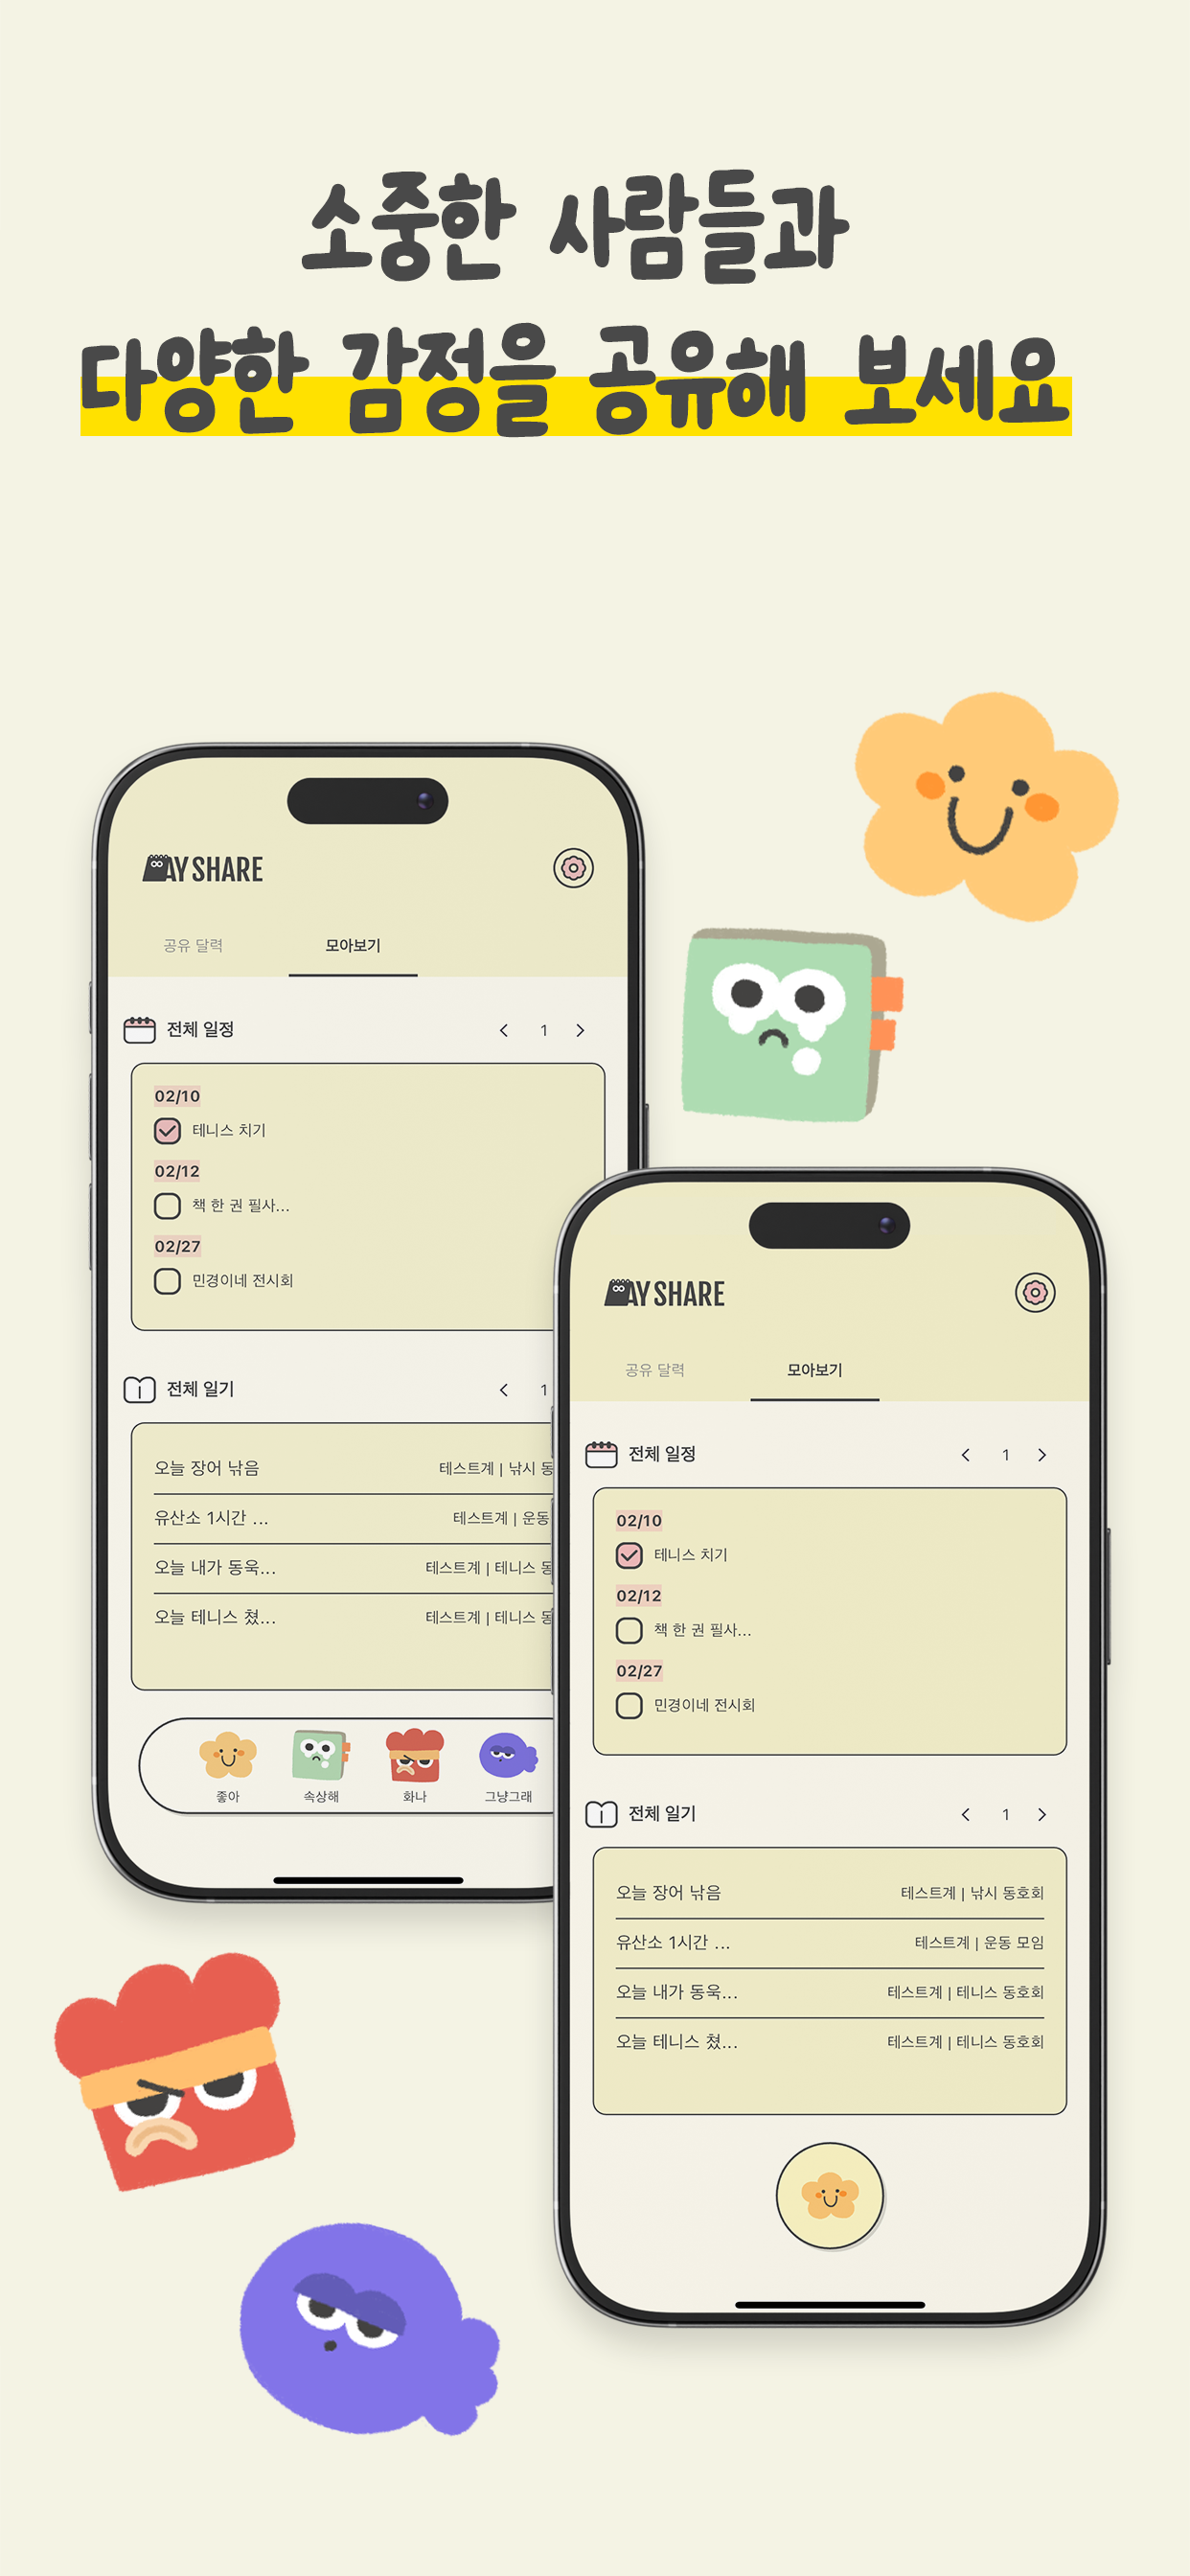 소중한 사람들과
다양한 감정을 공유해 보세요
DAY SHARE
공유 달력 모아보기
전체 일정 < 1 >
02/10
테니스 치기
02/12
책 한 권 필사...
02/27
민경이네 전시회
전체 일기 < 1
오늘 장어 낚음 테스트계 | 낚시 동
유산소 1시간 ... 테스트계 | 운동
오늘 내가 동욱... 테스트계 | 테니스 동
오늘 테니스 쳤... 테스트계 | 테니스 동
좋아 속상해 화나 그냥그래
DAY SHARE
공유 달력 모아보기
전체 일정 < 1 >
02/10
테니스 치기
02/12
책 한 권 필사...
02/27
민경이네 전시회
전체 일기 < 1 >
오늘 장어 낚음 테스트계 | 낚시 동호회
유산소 1시간 ... 테스트계 | 운동 모임
오늘 내가 동욱... 테스트계 | 테니스 동호회
오늘 테니스 쳤... 테스트계 | 테니스 동호회